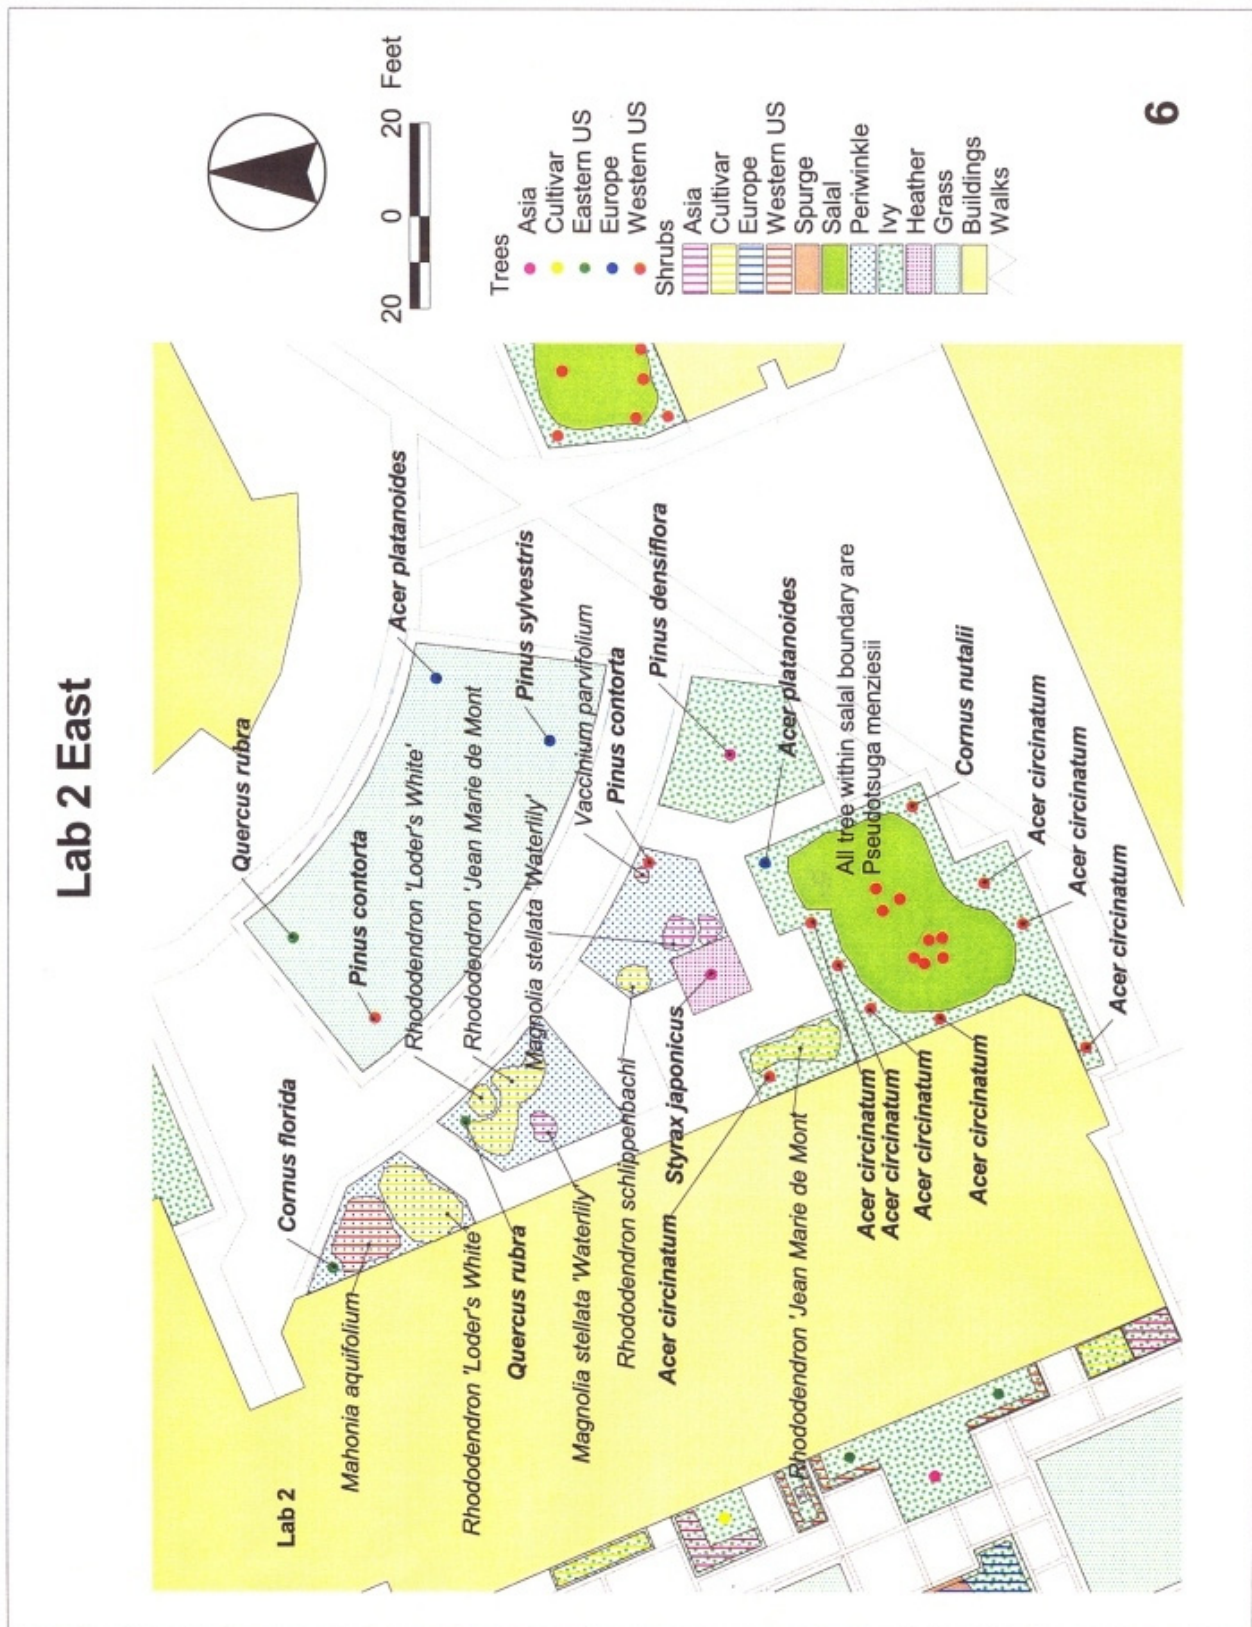 Lab 2 East
20 0 20 Feet
Trees
Asia
Cultivar
Eastern US
Europe
Western US
Shrubs
Asia
Cultivar
Europe
Western US
Spurge
Salal
Periwinkle
Ivy
Heather
Grass
Buildings
Walks
6
Quercus rubra
Acer platanoides
Pinus contorta
Rhododendron 'Loder's White'
Rhododendron 'Jean Marie de Mont
Pinus sylvestris
Magnolia stellata 'Waterlily'
Vaccinium parvifolium
Pinus contorta
Pinus densiflora
Cornus florida
Mahonia aquifolium
Lab 2
Rhododendron 'Loder's White'
Quercus rubra
Magnolia stellata 'Waterlily'
Rhododendron schlippenbachi
Styrax japonicus
Acer circinatum
Acer platanoides
All tree within salal boundary are
Pseudotsuga menziesii
Rhododendron 'Jean Marie de Mont
Acer circinatum
Acer circinatum
Acer circinatum
Acer circinatum
Cornus nutalii
Acer circinatum
Acer circinatum
Acer circinatum